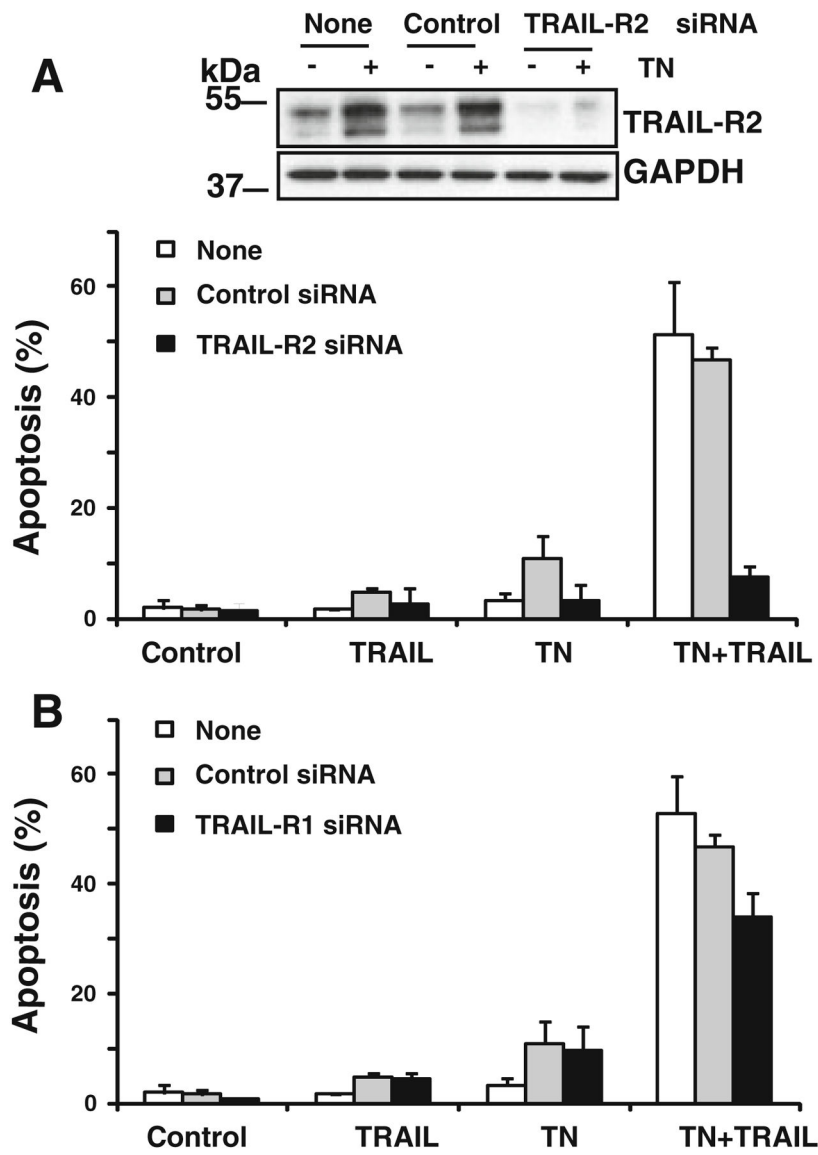 None Control TRAIL-R2 siRNA
A kDa - + - + - + TN
55
TRAIL-R2
GAPDH
37
None
Control siRNA
TRAIL-R2 siRNA
Apoptosis (%)
60
40
20
0
Control TRAIL TN TN+TRAIL
B
None
Control siRNA
TRAIL-R1 siRNA
Apoptosis (%)
60
40
20
0
Control TRAIL TN TN+TRAIL